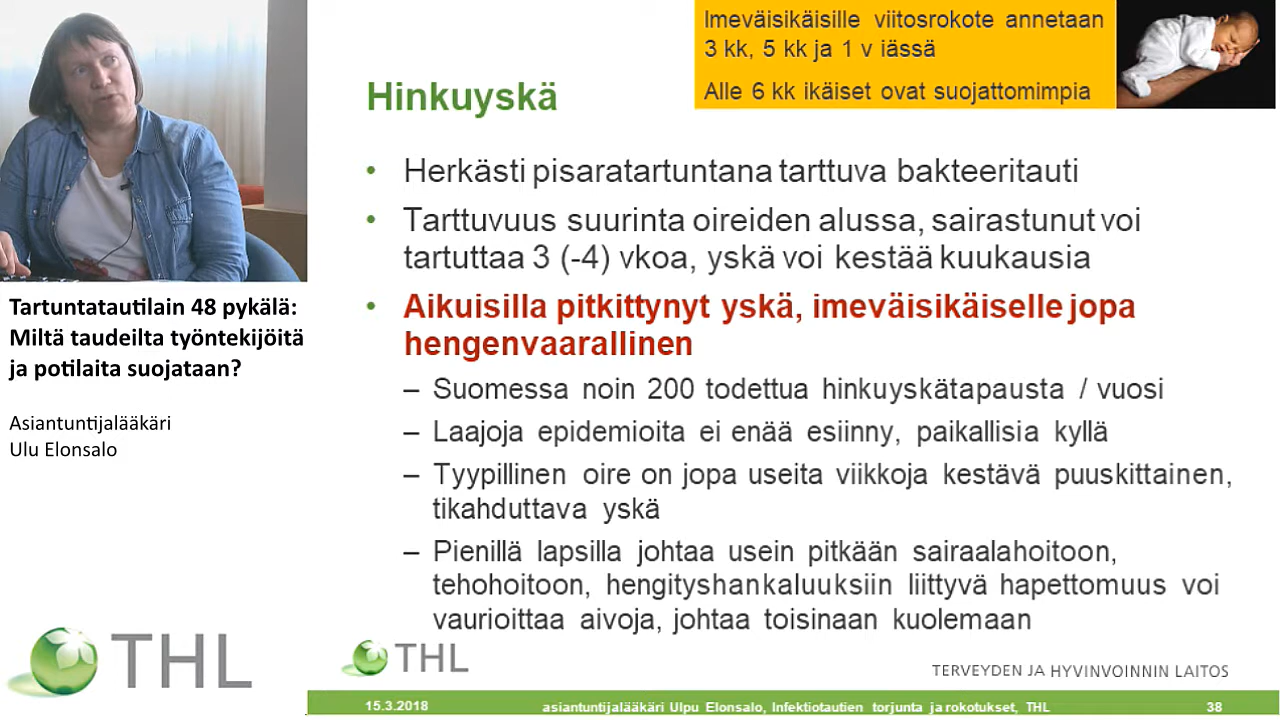 Imeväisikäisille viitosrokote annetaan
3 kk, 5 kk ja 1 v iässä
Alle 6 kk ikäiset ovat suojattomimpia
Hinkuyskä
• Herkästi pisaratartuntana tarttuva bakteeritauti
• Tarttuvuus suurinta oireiden alussa, sairastunut voi
tartuttaa 3 (-4) vkoa, yskä voi kestää kuukausia
• Aikuisilla pitkittynyt yskä, imeväisikäiselle jopa
hengenvaarallinen
– Suomessa noin 200 todettua hinkuyskätapausta / vuosi
– Laajoja epidemioita ei enää esiinny, paikallisia kyllä
– Tyypillinen oire on jopa useita viikkoja kestävä puuskittainen,
tikahduttava yskä
– Pienillä lapsilla johtaa usein pitkään sairaalahoitoon,
tehohoitoon, hengityshankaluuksiin liittyvä hapettomuus voi
vaurioittaa aivoja, johtaa toisinaan kuolemaan
Tartuntatautilain 48 pykälä:
Miltä taudeilta työntekijöitä
ja potilaita suojataan?
Asiantuntijalääkäri
Ulu Elonsalo
THL
THL
TERVEYDEN JA HYVINVOINNIN LAITOS
15.3.2018
asiantuntijalääkäri Ulpu Elonsalo, Infektiotautien torjunta ja rokotukset, THL
38